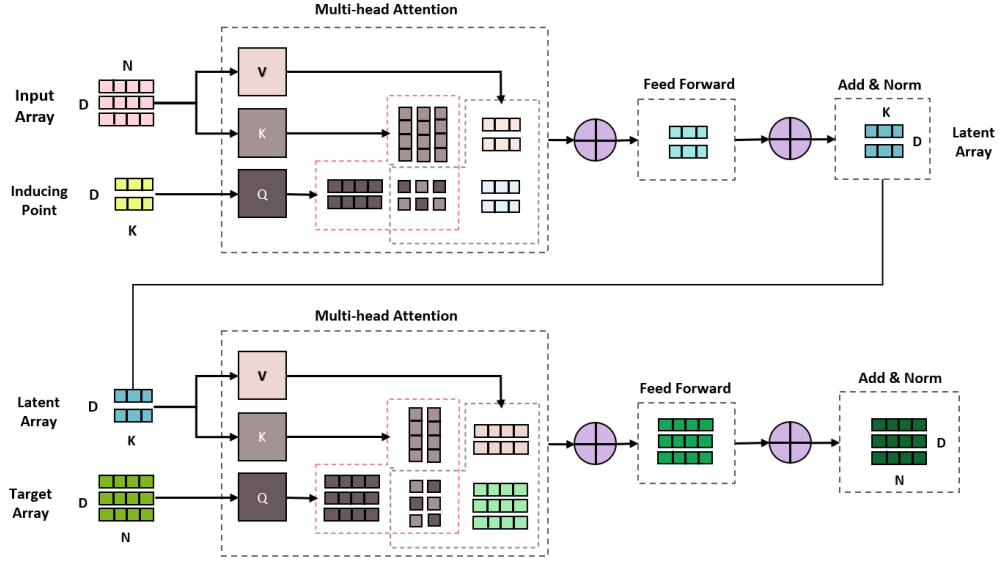 Multi-head Attention
N
V
Feed Forward
Add & Norm
Input
Array
D
K
K
D
Latent
Array
Inducing
Point
D
Q
K
Multi-head Attention
V
Feed Forward
Add & Norm
Latent
Array
D
K
K
D
Target
Array
D
Q
N
N